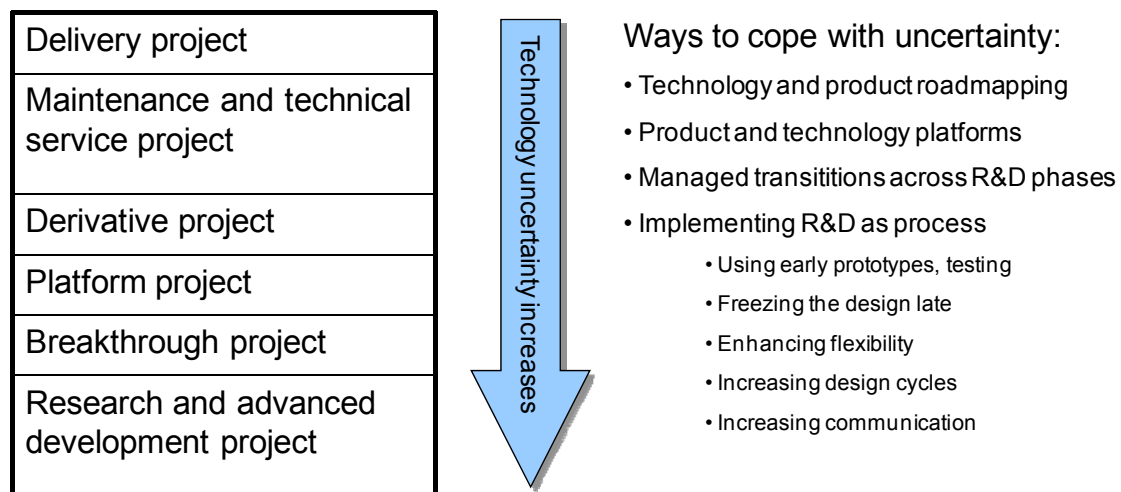 Delivery project
Maintenance and technical
service project
Derivative project
Platform project
Breakthrough project
Research and advanced
development project
Technology uncertainty increases
Ways to cope with uncertainty:
• Technology and product roadmapping
• Product and technology platforms
• Managed transititions across R&D phases
• Implementing R&D as process
• Using early prototypes, testing
• Freezing the design late
• Enhancing flexibility
• Increasing design cycles
• Increasing communication